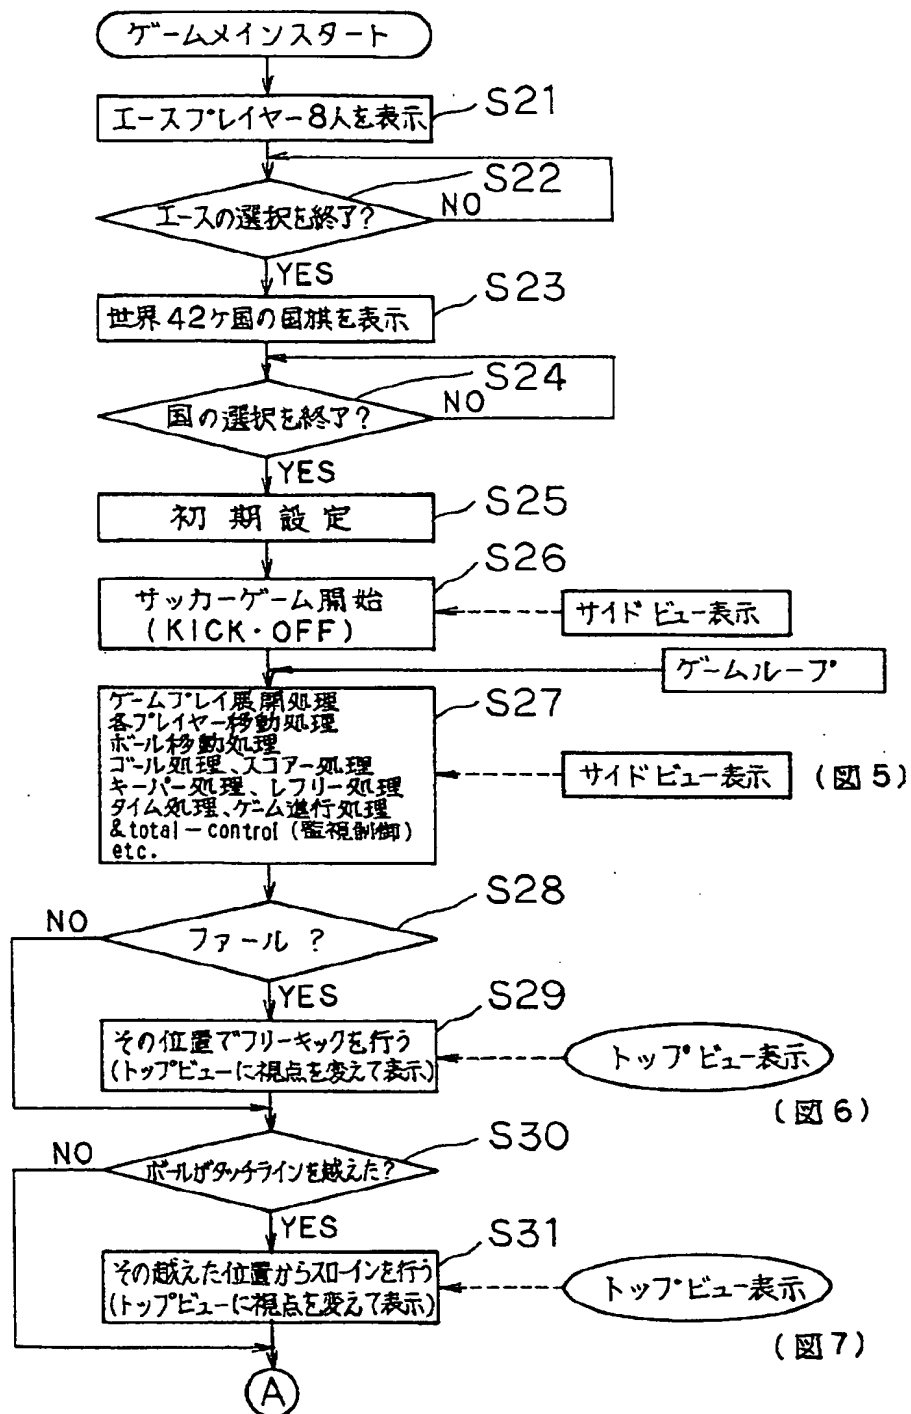 ゲームメインスタート
エースプレイヤー8人を表示
S21
エースの選択を終了?
S22
NO
YES
世界42ケ国の国旗を表示
S23
国の選択を終了?
S24
NO
YES
初期設定
S25
サッカーゲーム開始
(KICK・OFF)
S26
サイドビュー表示
ゲームループ
ゲームプレイ展開処理
各プレイヤー移動処理
ボール移動処理
ゴール処理、スコアー処理
キーパー処理、レフリー処理
タイム処理、ゲーム進行処理
&total-control(監視制御)
etc.
S27
サイドビュー表示
(図5)
ファール?
S28
NO
YES
その位置でフリーキックを行う
(トップビューに視点を変えて表示)
S29
トップビュー表示
(図6)
ボールがタッチラインを越えた?
S30
NO
YES
その越えた位置からスローインを行う
(トップビューに視点を変えて表示)
S31
トップビュー表示
(図7)
A